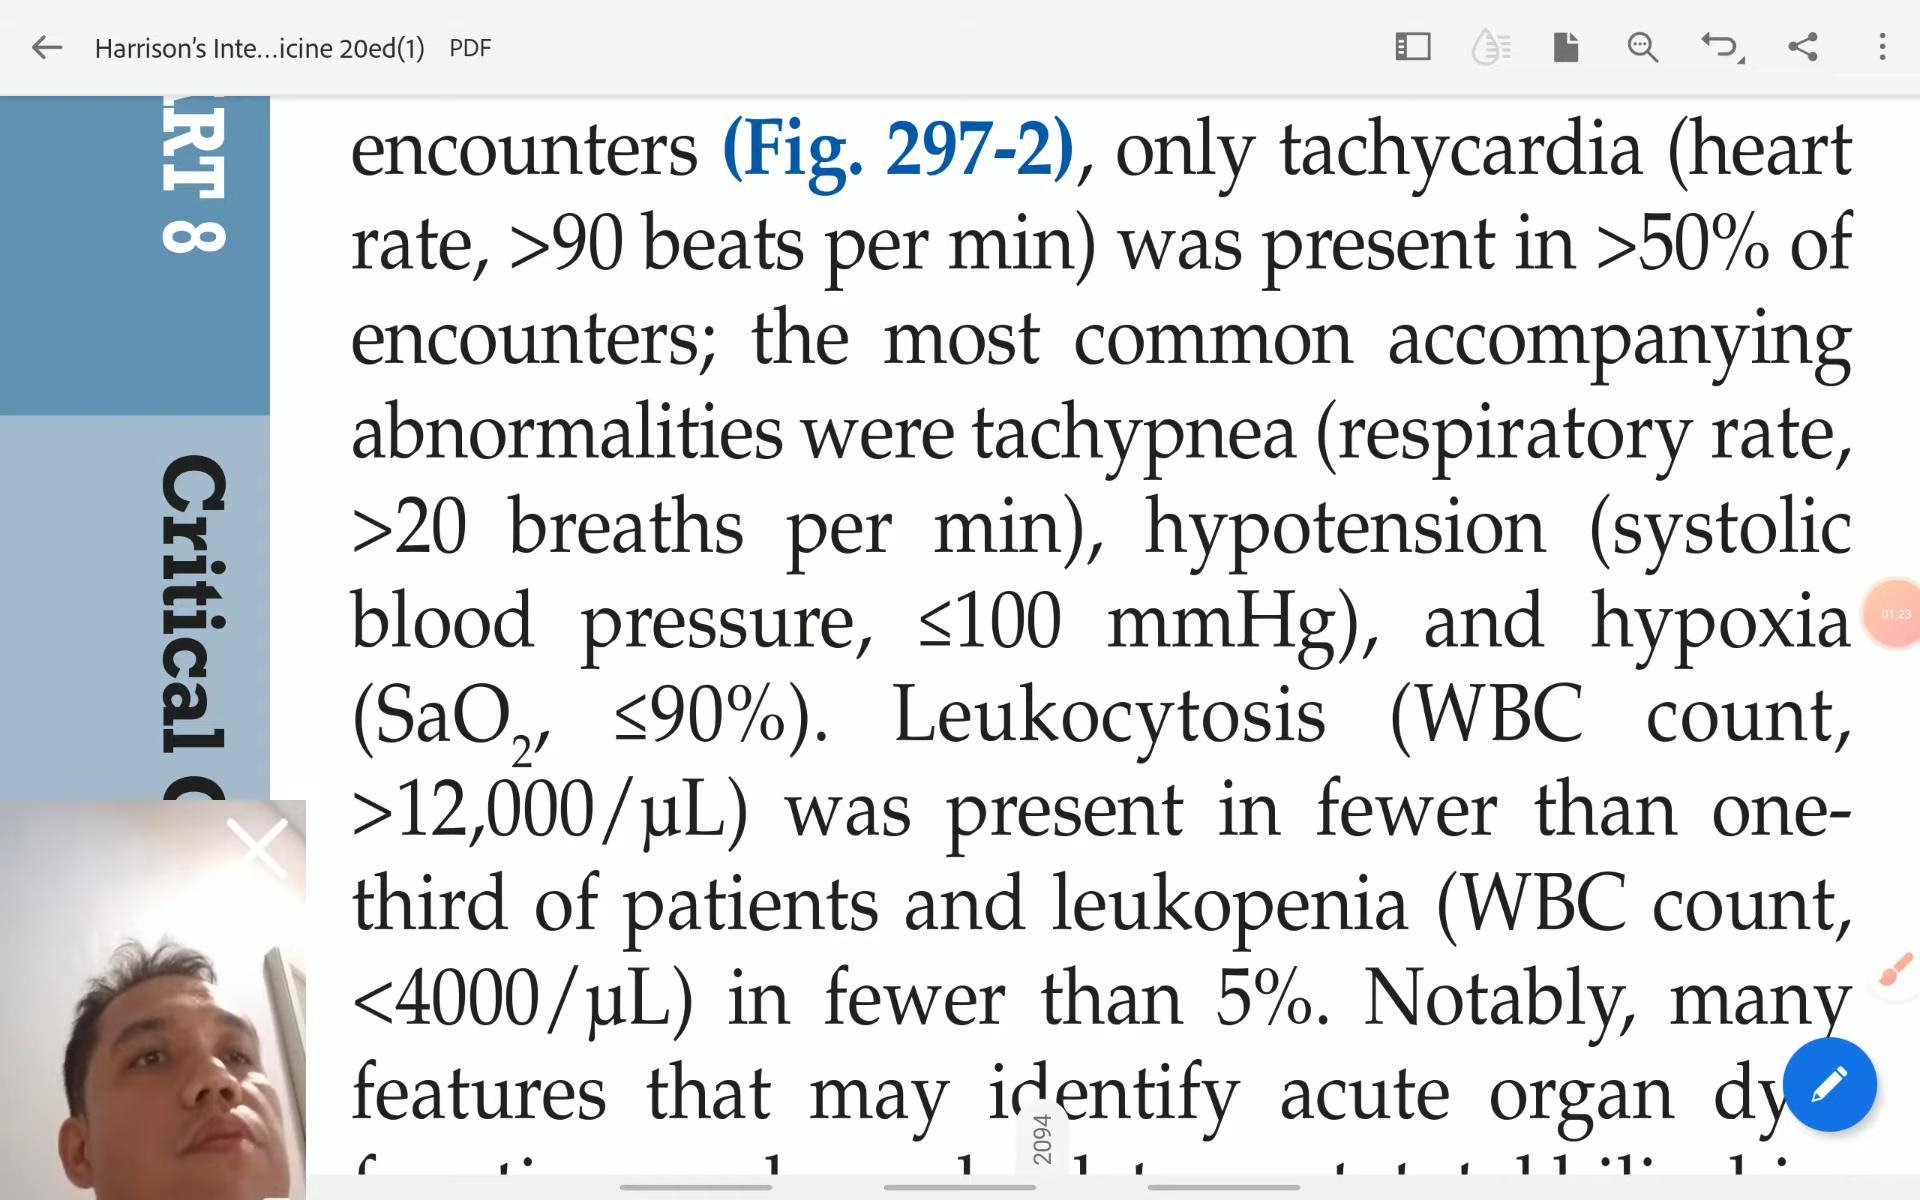 Harrison's Inte...icine 20ed(1) PDF
ART 8
Critical
encounters (Fig. 297-2), only tachycardia (heart
rate, >90 beats per min) was present in >50% of
encounters; the most common accompanying
abnormalities were tachypnea (respiratory rate,
>20 breaths per min), hypotension (systolic
blood pressure, ≤100 mmHg), and hypoxia
(SaO₂, ≤90%). Leukocytosis (WBC count,
>12,000/μL) was present in fewer than one-
third of patients and leukopenia (WBC count,
<4000/μL) in fewer than 5%. Notably, many
features that may identify acute organ dy
01:23
2094